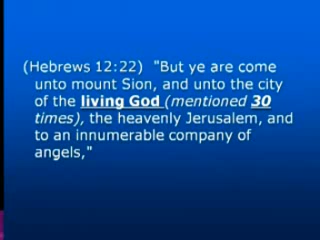 (Hebrews 12:22)  "But ye are come
unto mount Sion, and unto the city
of the living God (mentioned 30
times), the heavenly Jerusalem, and
to an innumerable company of
angels,"